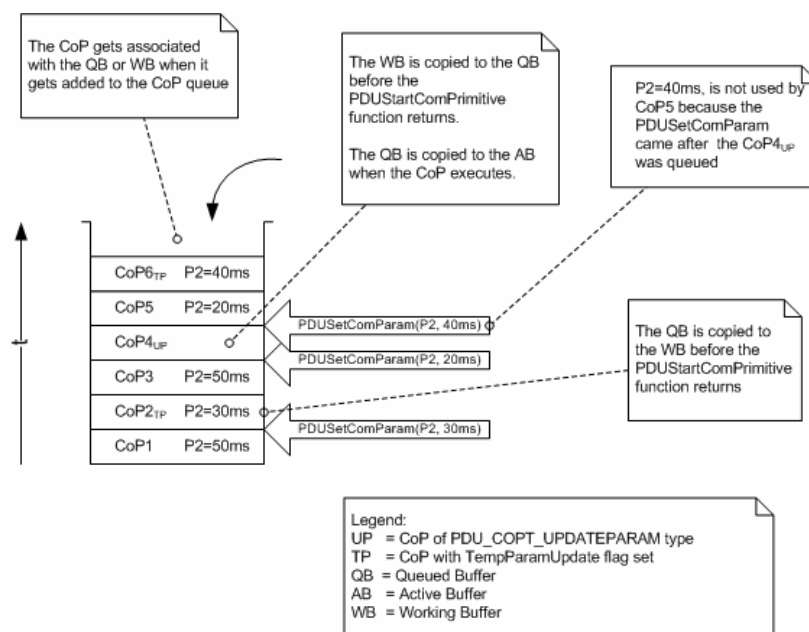 The CoP gets associated
with the QB or WB when it
gets added to the CoP queue
The WB is copied to the QB
before the
PDUStartComPrimitive
function returns.
The QB is copied to the AB
when the CoP executes.
P2=40ms, is not used by
CoP5 because the
PDUSetComParam
came after the CoP4UP
was queued
t
CoP6TP P2=40ms
CoP5 P2=20ms
CoP4UP
CoP3 P2=50ms
CoP2TP P2=30ms
CoP1 P2=50ms
PDUSetComParam(P2, 40ms)
PDUSetComParam(P2, 20ms)
PDUSetComParam(P2, 30ms)
The QB is copied to
the WB before the
PDUStartComPrimitive
function returns
Legend:
UP = CoP of PDU_COPT_UPDATEPARAM type
TP = CoP with TempParamUpdate flag set
QB = Queued Buffer
AB = Active Buffer
WB = Working Buffer